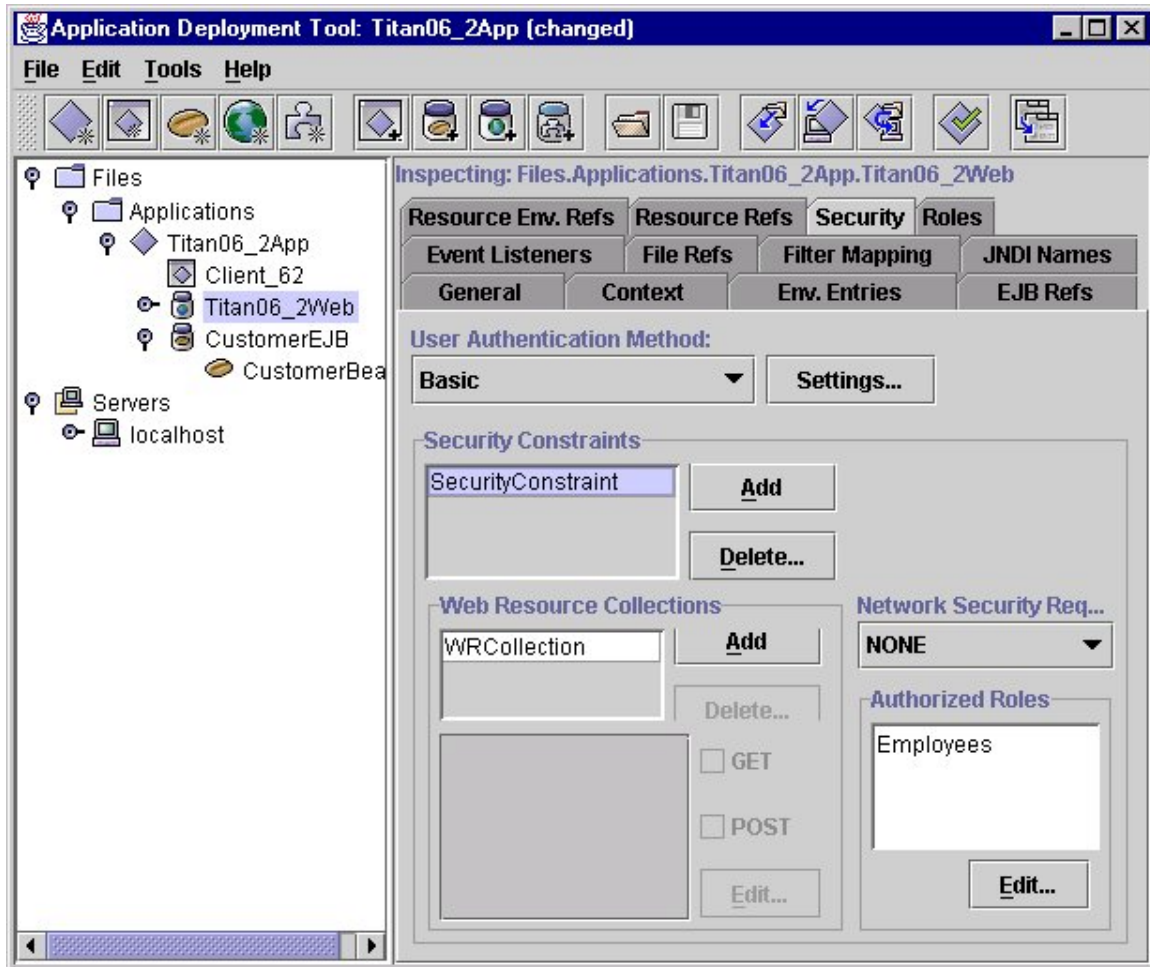 Application Deployment Tool: Titan06_2App (changed)
File Edit Tools Help
Files
Applications
Titan06_2App
Client_62
Titan06_2Web
CustomerEJB
CustomerBea
Servers
localhost
Inspecting: Files.Applications.Titan06_2App.Titan06_2Web
Resource Env. Refs Resource Refs Security Roles
Event Listeners File Refs Filter Mapping JNDI Names
General Context Env. Entries EJB Refs
User Authentication Method:
Basic Settings...
Security Constraints
SecurityConstraint Add
Delete...
Web Resource Collections
WRCollection Add
Delete...
GET
POST
Edit...
Network Security Req...
NONE
Authorized Roles
Employees
Edit...